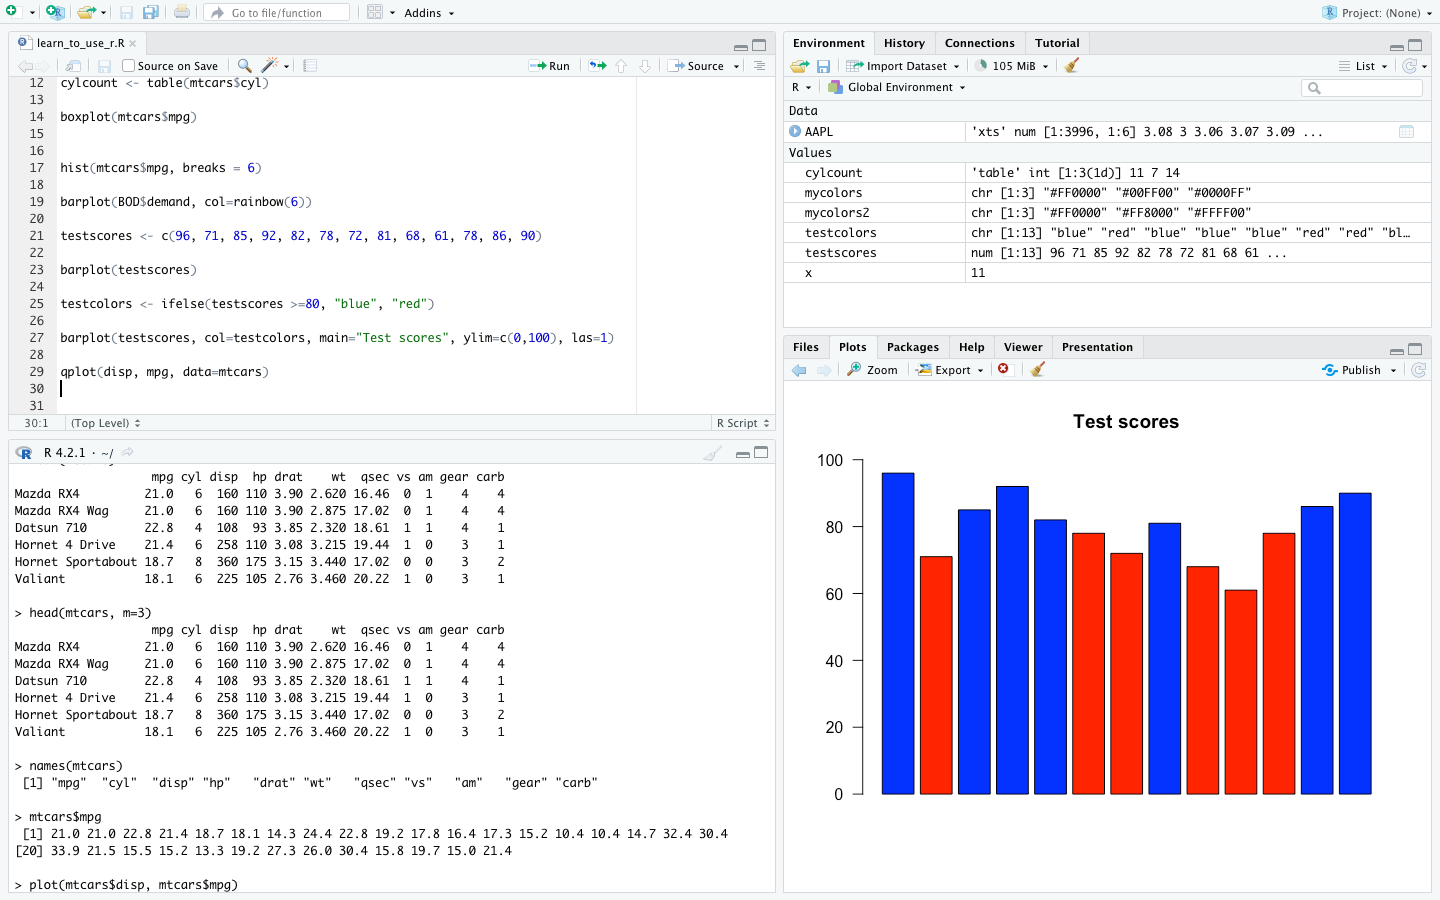 Go to file/function
Addins
Project: (None)
learn_to_use_r.R
Source on Save
Run
Source
12 cylcount <- table(mtcars$cyl)
13
14 boxplot(mtcars$mpg)
15
16
17 hist(mtcars$mpg, breaks = 6)
18
19 barplot(BOD$demand, col=rainbow(6))
20
21 testscores <- c(96, 71, 85, 92, 82, 78, 72, 81, 68, 61, 78, 86, 90)
22
23 barplot(testscores)
24
25 testcolors <- ifelse(testscores >=80, "blue", "red")
26
27 barplot(testscores, col=testcolors, main="Test scores", ylim=c(0,100), las=1)
28
29 qplot(disp, mpg, data=mtcars)
30
31
30:1 (Top Level) R Script
R 4.2.1 · ~/
mpg cyl disp hp drat wt qsec vs am gear carb
Mazda RX4 21.0 6 160 110 3.90 2.620 16.46 0 1 4 4
Mazda RX4 Wag 21.0 6 160 110 3.90 2.875 17.02 0 1 4 4
Datsun 710 22.8 4 108 93 3.85 2.320 18.61 1 1 4 1
Hornet 4 Drive 21.4 6 258 110 3.08 3.215 19.44 1 0 3 1
Hornet Sportabout 18.7 8 360 175 3.15 3.440 17.02 0 0 3 2
Valiant 18.1 6 225 105 2.76 3.460 20.22 1 0 3 1
> head(mtcars, m=3)
mpg cyl disp hp drat wt qsec vs am gear carb
Mazda RX4 21.0 6 160 110 3.90 2.620 16.46 0 1 4 4
Mazda RX4 Wag 21.0 6 160 110 3.90 2.875 17.02 0 1 4 4
Datsun 710 22.8 4 108 93 3.85 2.320 18.61 1 1 4 1
Hornet 4 Drive 21.4 6 258 110 3.08 3.215 19.44 1 0 3 1
Hornet Sportabout 18.7 8 360 175 3.15 3.440 17.02 0 0 3 2
Valiant 18.1 6 225 105 2.76 3.460 20.22 1 0 3 1
> names(mtcars)
[1] "mpg" "cyl" "disp" "hp" "drat" "wt" "qsec" "vs" "am" "gear" "carb"
> mtcars$mpg
[1] 21.0 21.0 22.8 21.4 18.7 18.1 14.3 24.4 22.8 19.2 17.8 16.4 17.3 15.2 10.4 10.4 14.7 32.4 30.4
[20] 33.9 21.5 15.5 15.2 13.3 19.2 27.3 26.0 30.4 15.8 19.7 15.0 21.4
> plot(mtcars$disp, mtcars$mpg)
Environment History Connections Tutorial
Import Dataset 105 MiB List
R Global Environment
Data
AAPL 'xts' num [1:3996, 1:6] 3.08 3 3.06 3.07 3.09 ...
Values
cylcount 'table' int [1:3(1d)] 11 7 14
mycolors chr [1:3] "#FF0000" "#00FF00" "#0000FF"
mycolors2 chr [1:3] "#FF0000" "#FF8000" "#FFFF00"
testcolors chr [1:13] "blue" "red" "blue" "blue" "blue" "red" "red" "bl…
testscores num [1:13] 96 71 85 92 82 78 72 81 68 61 ...
x 11
Files Plots Packages Help Viewer Presentation
Zoom Export Publish
Test scores
100
80
60
40
20
0